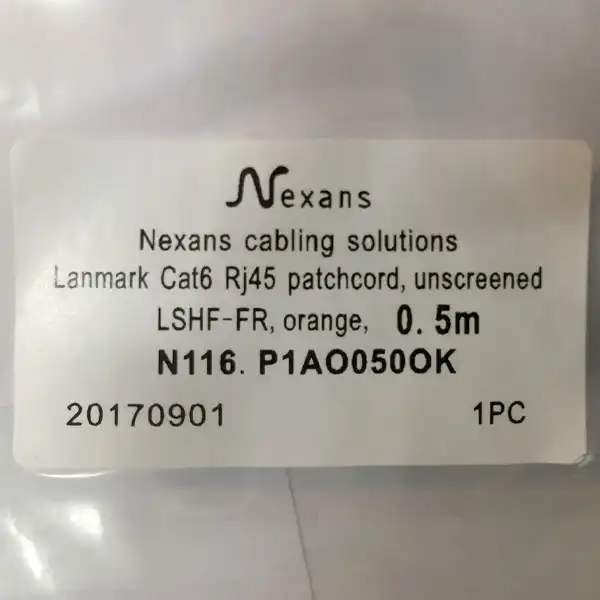 Nexans
Nexans cabling solutions
Lanmark Cat6 Rj45 patchcord, unscreened
LSHF-FR, orange, 0. 5m
N116. P1AO050OK
20170901 1PC